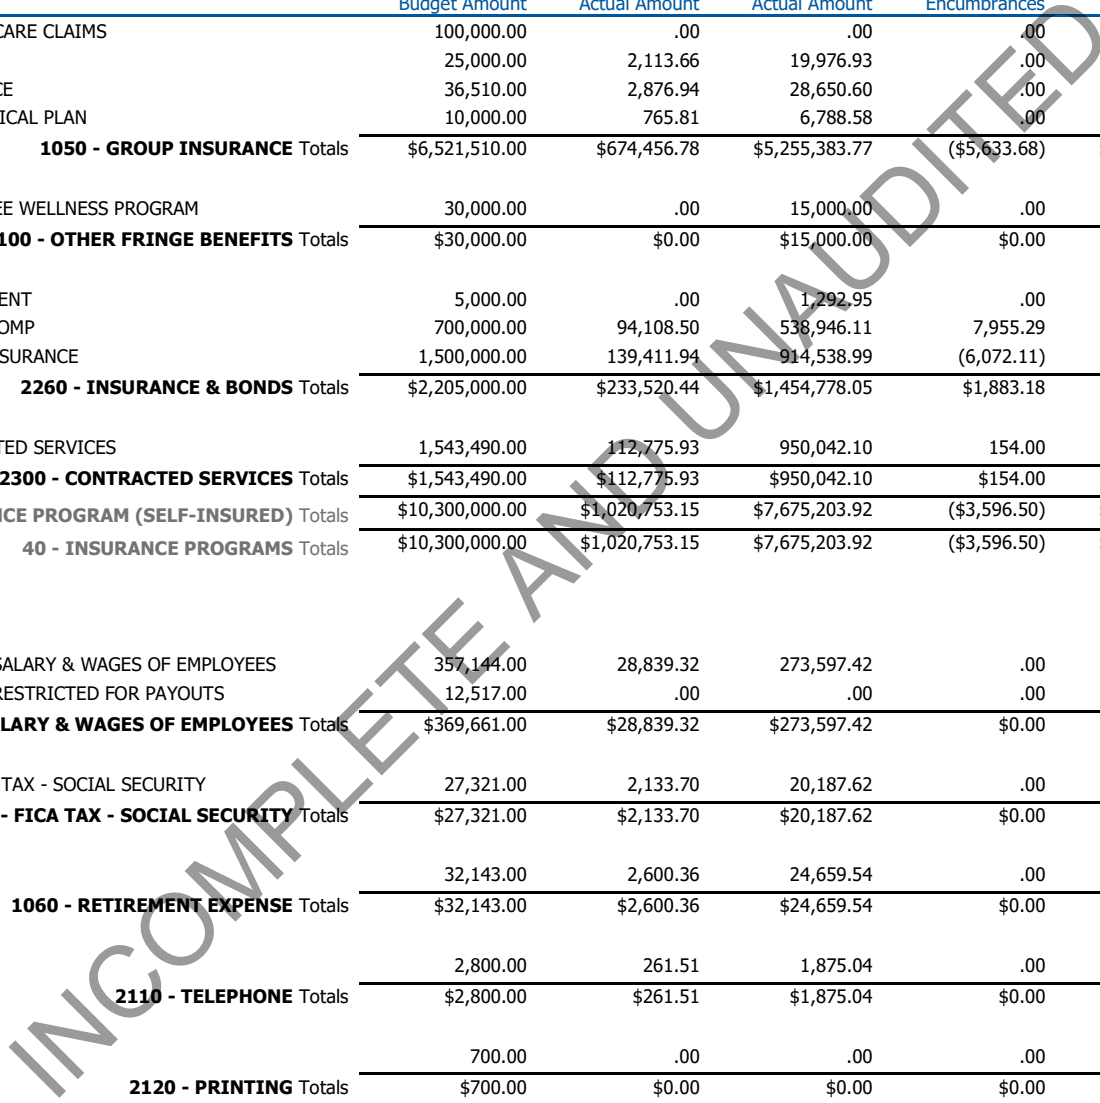 Budget Amount Actual Amount Actual Amount Encumbrances
CARE CLAIMS 100,000.00 .00 .00 .00
25,000.00 2,113.66 19,976.93 .00
CE 36,510.00 2,876.94 28,650.60 .00
ICAL PLAN 10,000.00 765.81 6,788.58 .00
1050 - GROUP INSURANCE Totals $6,521,510.00 $674,456.78 $5,255,383.77 ($5,633.68)
EE WELLNESS PROGRAM 30,000.00 .00 15,000.00 .00
100 - OTHER FRINGE BENEFITS Totals $30,000.00 $0.00 $15,000.00 $0.00
ENT 5,000.00 .00 1,292.95 .00
OMP 700,000.00 94,108.50 538,946.11 7,955.29
SURANCE 1,500,000.00 139,411.94 914,538.99 (6,072.11)
2260 - INSURANCE & BONDS Totals $2,205,000.00 $233,520.44 $1,454,778.05 $1,883.18
TED SERVICES 1,543,490.00 112,775.93 950,042.10 154.00
2300 - CONTRACTED SERVICES Totals $1,543,490.00 $112,775.93 $950,042.10 $154.00
CE PROGRAM (SELF-INSURED) Totals $10,300,000.00 $1,020,753.15 $7,675,203.92 ($3,596.50)
40 - INSURANCE PROGRAMS Totals $10,300,000.00 $1,020,753.15 $7,675,203.92 ($3,596.50)
SALARY & WAGES OF EMPLOYEES 357,144.00 28,839.32 273,597.42 .00
RESTRICTED FOR PAYOUTS 12,517.00 .00 .00 .00
LARY & WAGES OF EMPLOYEES Totals $369,661.00 $28,839.32 $273,597.42 $0.00
TAX - SOCIAL SECURITY 27,321.00 2,133.70 20,187.62 .00
- FICA TAX - SOCIAL SECURITY Totals $27,321.00 $2,133.70 $20,187.62 $0.00
32,143.00 2,600.36 24,659.54 .00
1060 - RETIREMENT EXPENSE Totals $32,143.00 $2,600.36 $24,659.54 $0.00
2,800.00 261.51 1,875.04 .00
2110 - TELEPHONE Totals $2,800.00 $261.51 $1,875.04 $0.00
700.00 .00 .00 .00
2120 - PRINTING Totals $700.00 $0.00 $0.00 $0.00
INCOMPLETE AND UNAUDITED